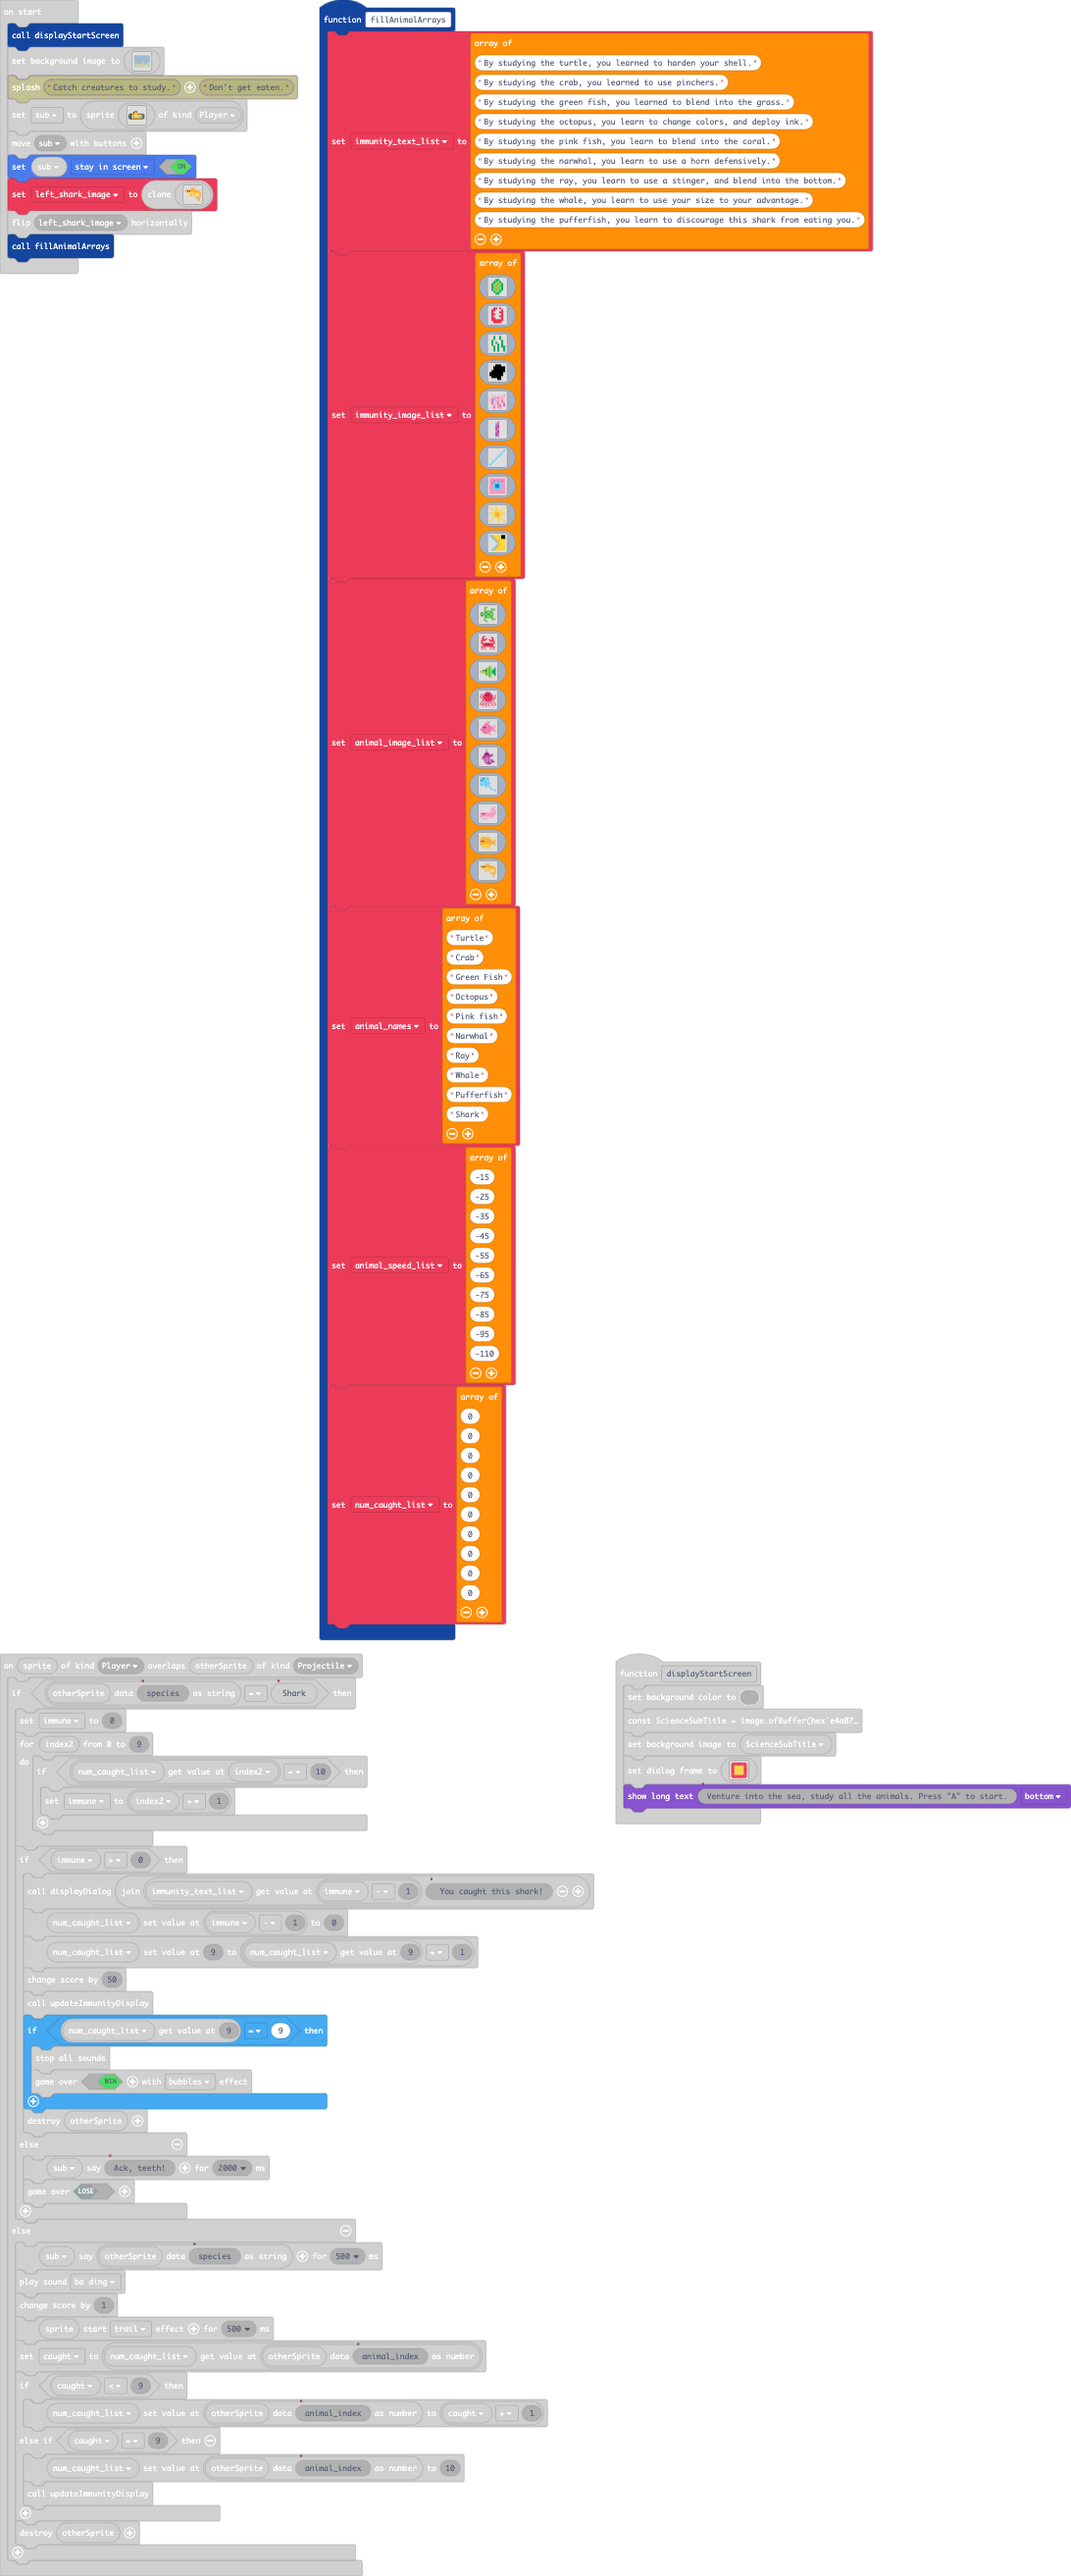 on start
call displayStartScreen
set background image to
splash "Catch creatures to study." "Don't get eaten."
set sub to sprite of kind Player
move sub with buttons
set sub stay in screen ON
set left_shark_image to clone
flip left_shark_image horizontally
call fillAnimalArrays
function fillAnimalArrays
set immunity_text_list to array of
"By studying the turtle, you learned to harden your shell."
"By studying the crab, you learned to use pinchers."
"By studying the green fish, you learned to blend into the grass."
"By studying the octopus, you learn to change colors, and deploy ink."
"By studying the pink fish, you learn to blend into the coral."
"By studying the narwhal, you learn to use a horn defensively."
"By studying the ray, you learn to use a stinger, and blend into the bottom."
"By studying the whale, you learn to use your size to your advantage."
"By studying the pufferfish, you learn to discourage this shark from eating you."
set immunity_image_list to array of
set animal_image_list to array of
set animal_names to array of
"Turtle"
"Crab"
"Green Fish"
"Octopus"
"Pink fish"
"Narwhal"
"Ray"
"Whale"
"Pufferfish"
"Shark"
set animal_speed_list to array of
-15
-25
-35
-45
-55
-65
-75
-85
-95
-110
set num_caught_list to array of
0
0
0
0
0
0
0
0
0
0
on sprite of kind Player overlaps otherSprite of kind Projectile
if otherSprite data species as string = Shark then
set immune to 0
for index2 from 0 to 9
do if num_caught_list get value at index2 = 10 then
set immune to index2 + 1
if immune > 0 then
call displayDialog join immunity_text_list get value at immune - 1 You caught this shark!
num_caught_list set value at immune - 1 to 0
num_caught_list set value at 9 to num_caught_list get value at 9 + 1
change score by 50
call updateImmunityDisplay
if num_caught_list get value at 9 = 9 then
stop all sounds
game over WIN with bubbles effect
destroy otherSprite
else
sub say Ack, teeth! for 2000 ms
game over LOSE
else
sub say otherSprite data species as string for 500 ms
play sound ba ding
change score by 1
sprite start trail effect for 500 ms
set caught to num_caught_list get value at otherSprite data animal_index as number
if caught < 9 then
num_caught_list set value at otherSprite data animal_index as number to caught + 1
else if caught = 9 then
num_caught_list set value at otherSprite data animal_index as number to 10
call updateImmunityDisplay
destroy otherSprite
function displayStartScreen
set background color to
const ScienceSubTitle = image.ofBuffer(hex`e4a07…
set background image to ScienceSubTitle
set dialog frame to
show long text Venture into the sea, study all the animals. Press "A" to start. bottom